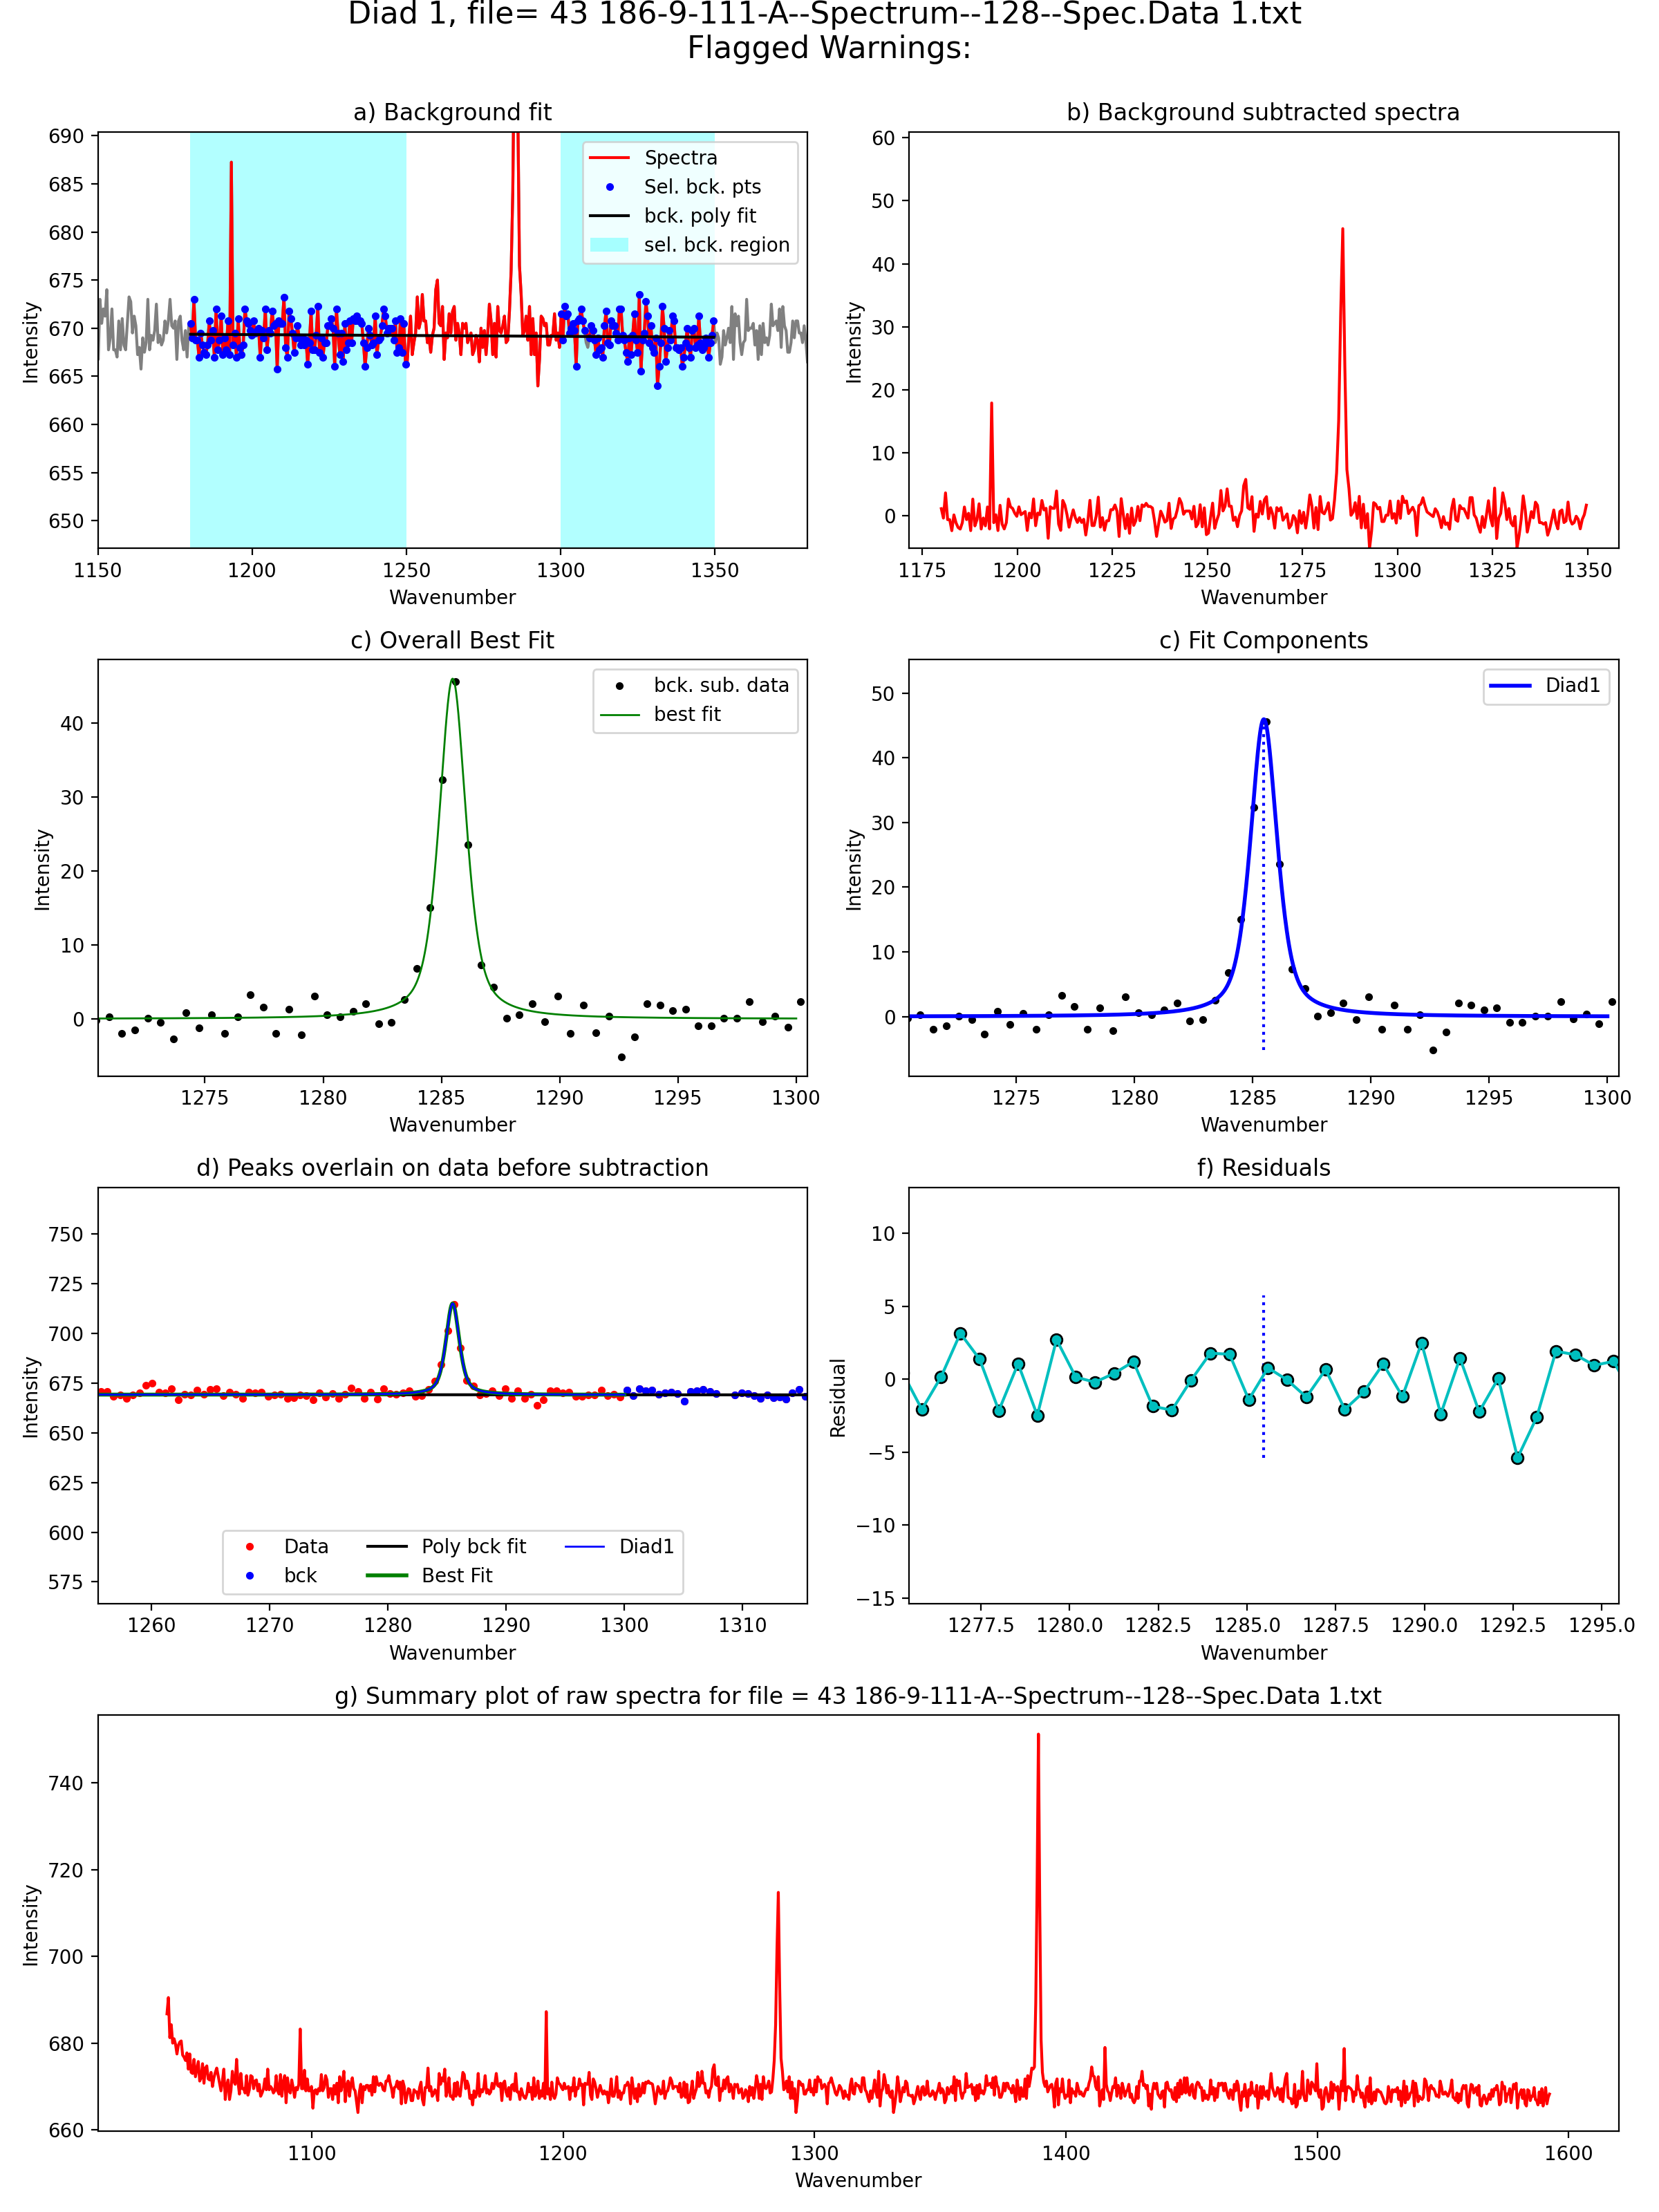 Diad 1, file= 43 186-9-111-A--Spectrum--128--Spec.Data 1.txt
Flagged Warnings:
a) Background fit
690
685
680
675
670
665
660
655
650
Intensity
1150
1200
1250
1300
1350
Wavenumber
Spectra
Sel. bck. pts
bck. poly fit
sel. bck. region
b) Background subtracted spectra
60
50
40
30
20
10
0
Intensity
1175
1200
1225
1250
1275
1300
1325
1350
Wavenumber
c) Overall Best Fit
40
30
20
10
0
Intensity
1275
1280
1285
1290
1295
1300
Wavenumber
bck. sub. data
best fit
c) Fit Components
50
40
30
20
10
0
Intensity
1275
1280
1285
1290
1295
1300
Wavenumber
Diad1
d) Peaks overlain on data before subtraction
750
725
700
675
650
625
600
575
Intensity
1260
1270
1280
1290
1300
1310
Wavenumber
Data
bck
Poly bck fit
Best Fit
Diad1
f) Residuals
10
5
0
−5
−10
−15
Residual
1277.5
1280.0
1282.5
1285.0
1287.5
1290.0
1292.5
1295.0
Wavenumber
g) Summary plot of raw spectra for file = 43 186-9-111-A--Spectrum--128--Spec.Data 1.txt
740
720
700
680
660
Intensity
1100
1200
1300
1400
1500
1600
Wavenumber